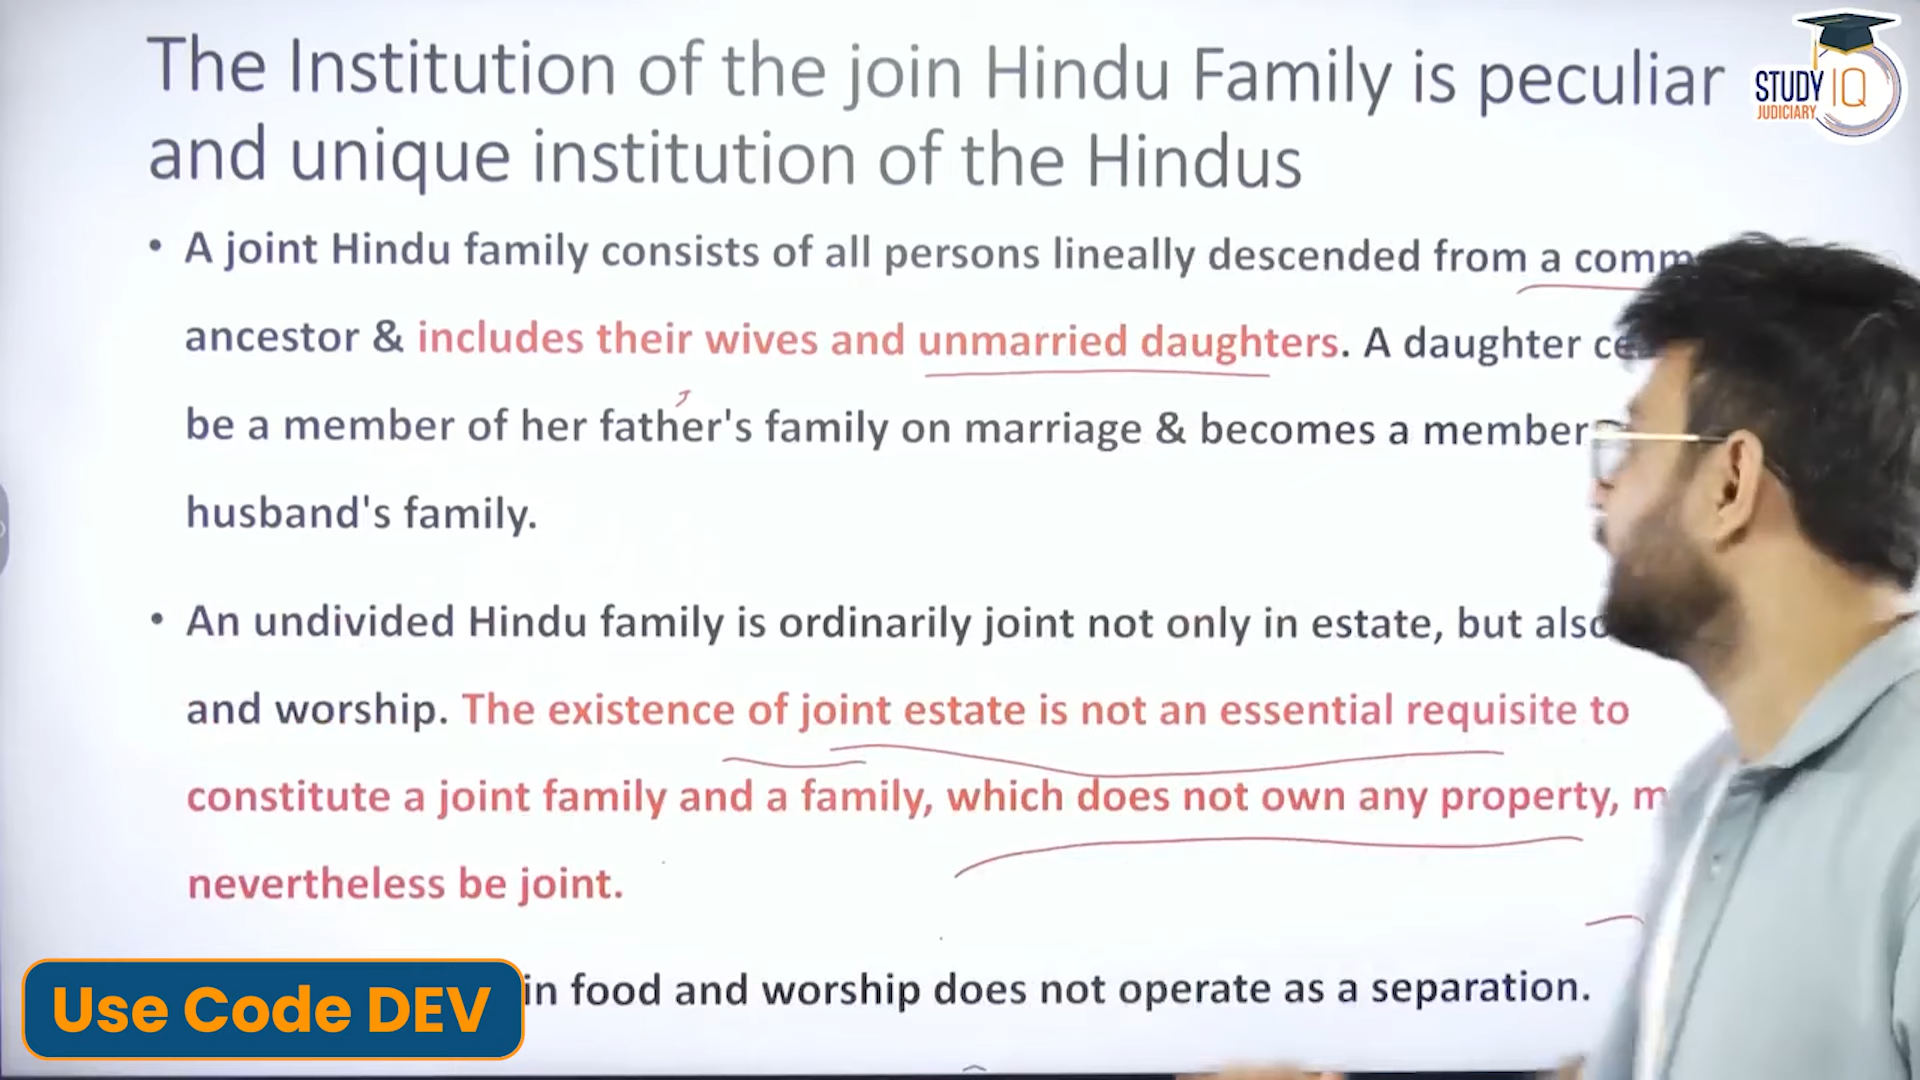 The Institution of the join Hindu Family is peculiar
and unique institution of the Hindus
STUDY IQ
JUDICIARY
• A joint Hindu family consists of all persons lineally descended from a
ancestor & includes their wives and unmarried daughters. A daughter
be a member of her father's family on marriage & becomes a member
husband's family.
• An undivided Hindu family is ordinarily joint not only in estate, but also
and worship. The existence of joint estate is not an essential requisite to
constitute a joint family and a family, which does not own any property,
nevertheless be joint.
in food and worship does not operate as a separation.
Use Code DEV